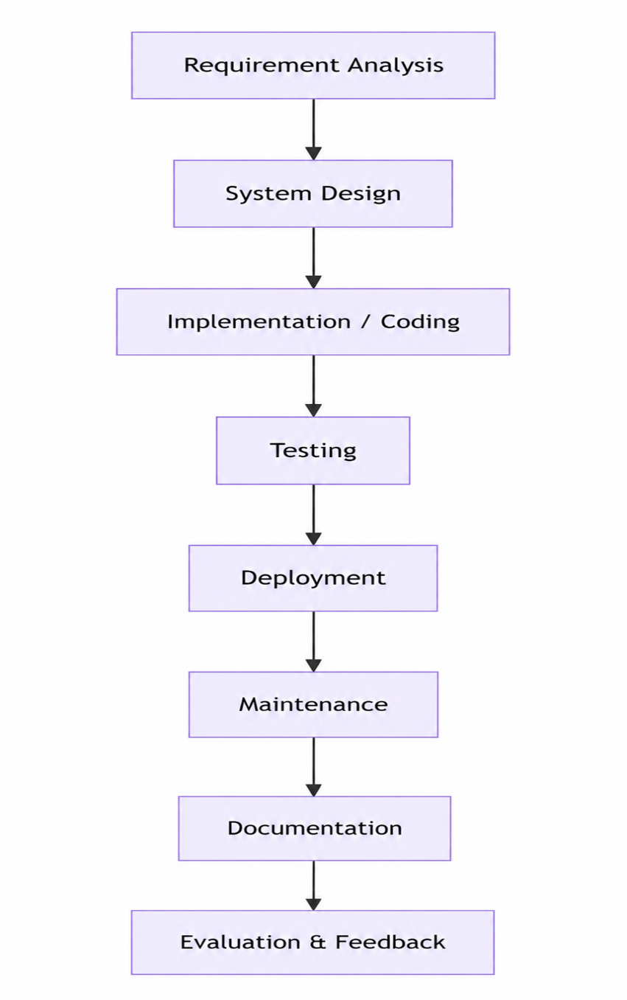 Requirement Analysis
System Design
Implementation / Coding
Testing
Deployment
Maintenance
Documentation
Evaluation & Feedback